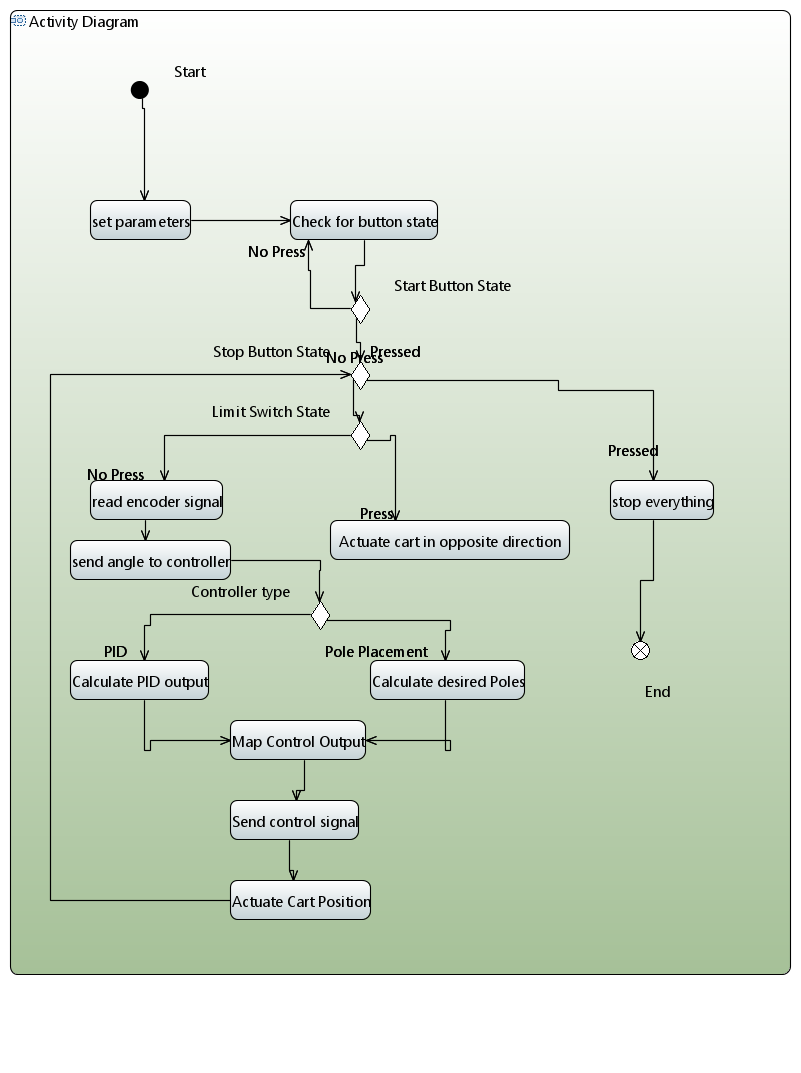 Activity Diagram
Start
set parameters
Check for button state
No Press
Start Button State
Stop Button State
No Press
Pressed
Limit Switch State
Pressed
No Press
read encoder signal
stop everything
Press
Actuate cart in opposite direction
send angle to controller
Controller type
PID
Pole Placement
Calculate PID output
Calculate desired Poles
End
Map Control Output
Send control signal
Actuate Cart Position